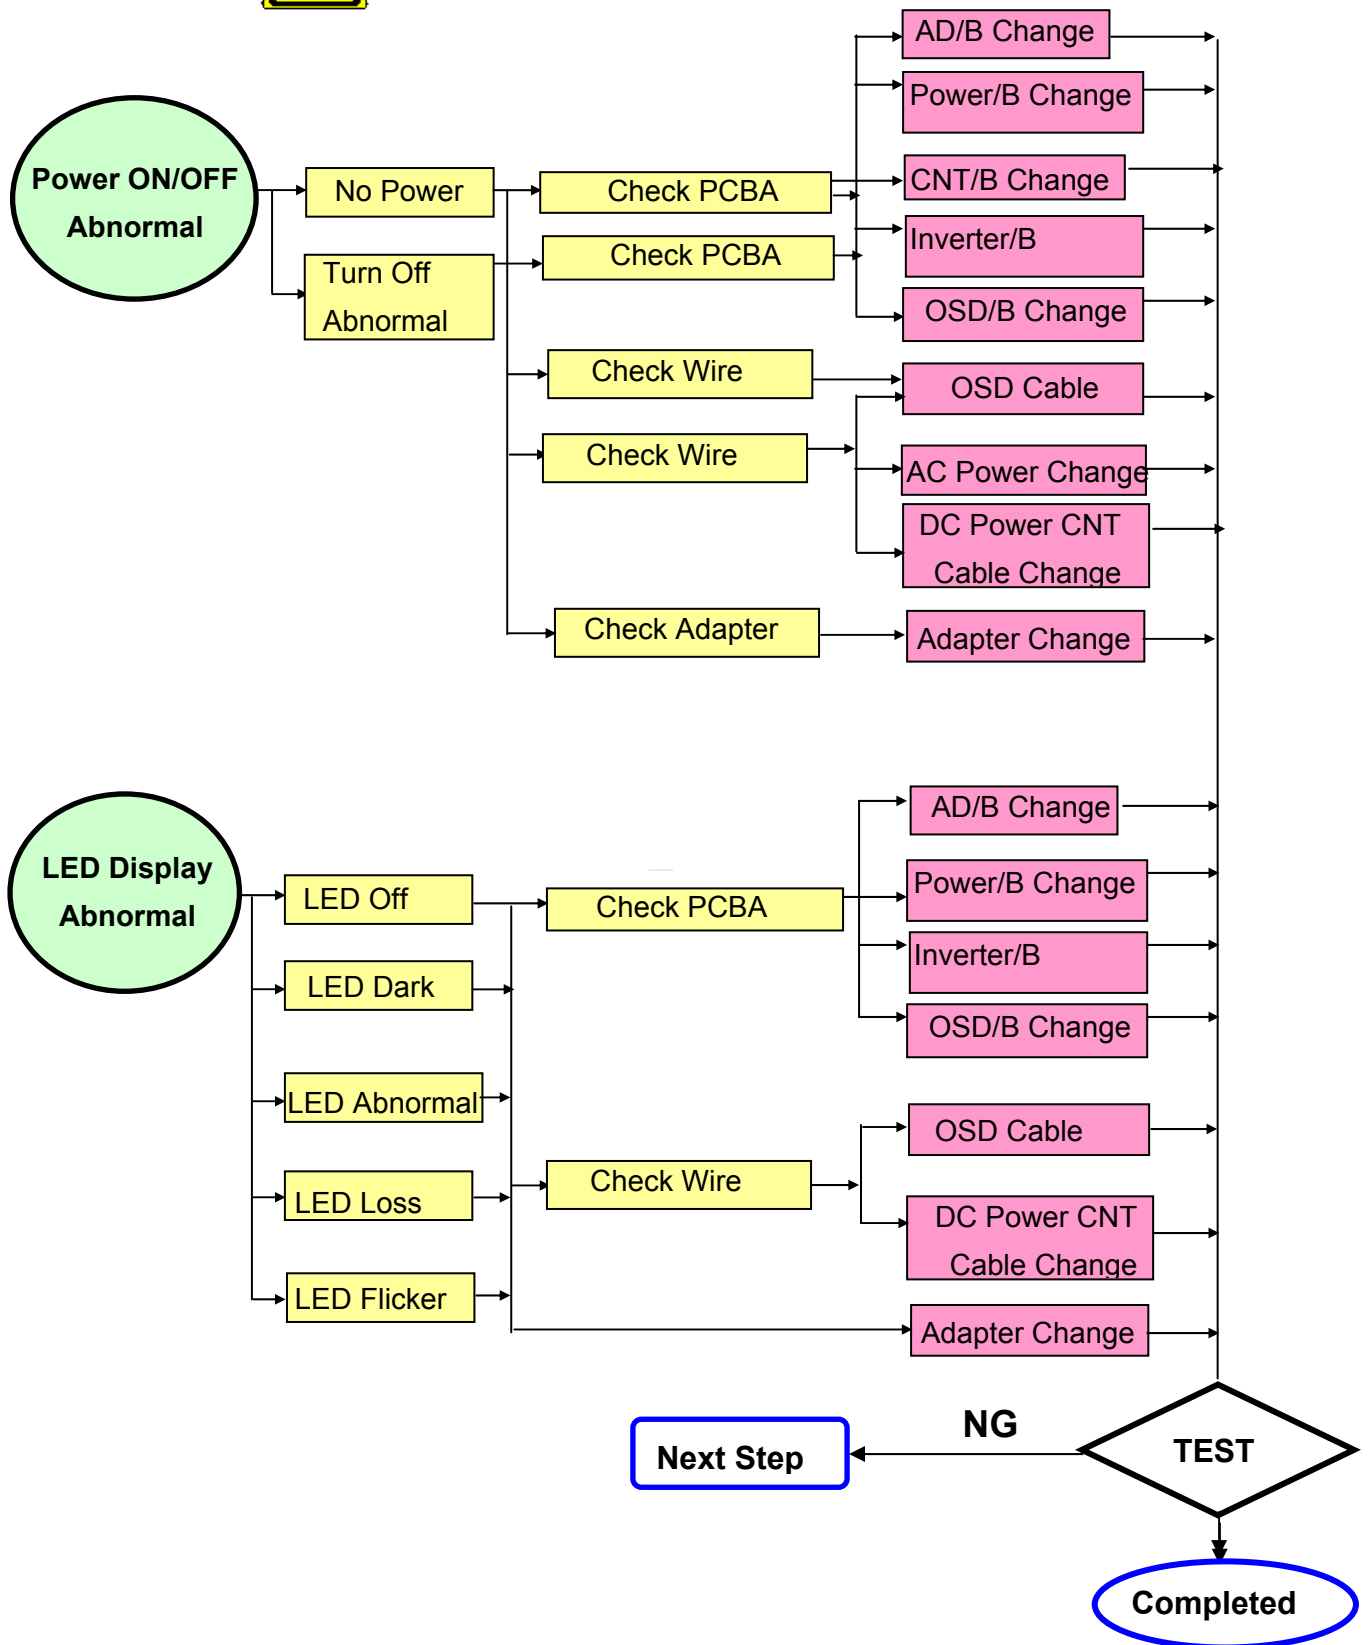 AD/B Change
Power/B Change
Power ON/OFF
Abnormal
No Power
Check PCBA
CNT/B Change
Turn Off
Abnormal
Check PCBA
Inverter/B
OSD/B Change
Check Wire
OSD Cable
Check Wire
AC Power Change
DC Power CNT
Cable Change
Check Adapter
Adapter Change
LED Display
Abnormal
LED Off
LED Dark
LED Abnormal
LED Loss
LED Flicker
Check PCBA
AD/B Change
Power/B Change
Inverter/B
OSD/B Change
Check Wire
OSD Cable
DC Power CNT
Cable Change
Adapter Change
TEST
NG
Next Step
Completed